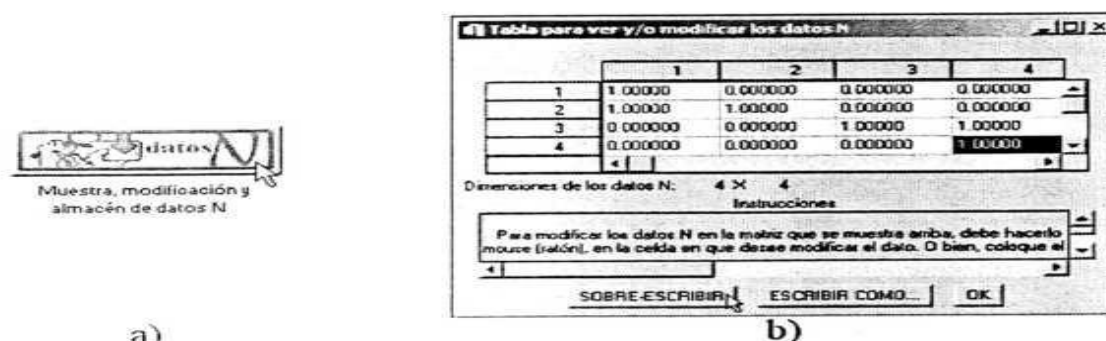 datos N
Muestra, modificación y
almacén de datos N
a)
Tabla para ver y/o modificar los datos N
1 2 3 4
1 1.00000 0.000000 0.000000 0.000000
2 1.00000 1.00000 0.000000 0.000000
3 0.000000 0.000000 1.00000 1.00000
4 0.000000 0.000000 0.000000 1.00000
Dimensiones de los datos N: 4 X 4
Instrucciones
Para modificar los datos N en la matriz que se muestra arriba, debe hacerlo
mouse (ratón), en la celda en que desee modificar el dato. O bien, coloque el
SOBRE-ESCRIBIR ESCRIBIR COMO... OK
b)